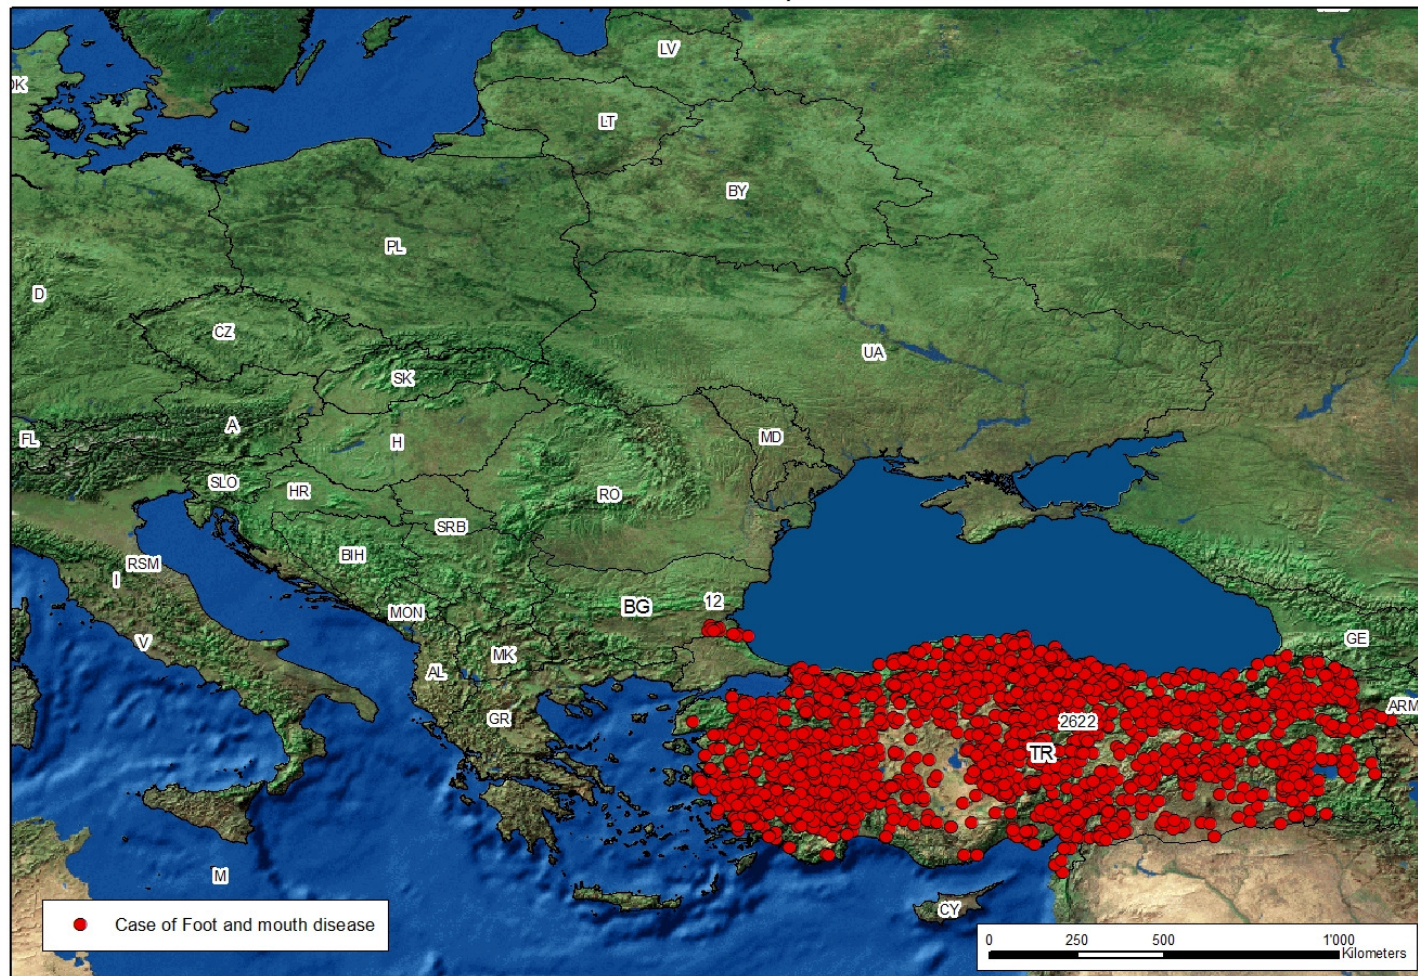 LV
DK
LT
BY
PL
D
CZ
UA
SK
A
FL
H
MD
SLO
HR
RO
SRB
BIH
RSM
I
12
BG
MON
V
GE
MK
AL
ARM
GR
2622
TR
M
CY
Case of Foot and mouth disease
0 250 500 1'000
Kilometers